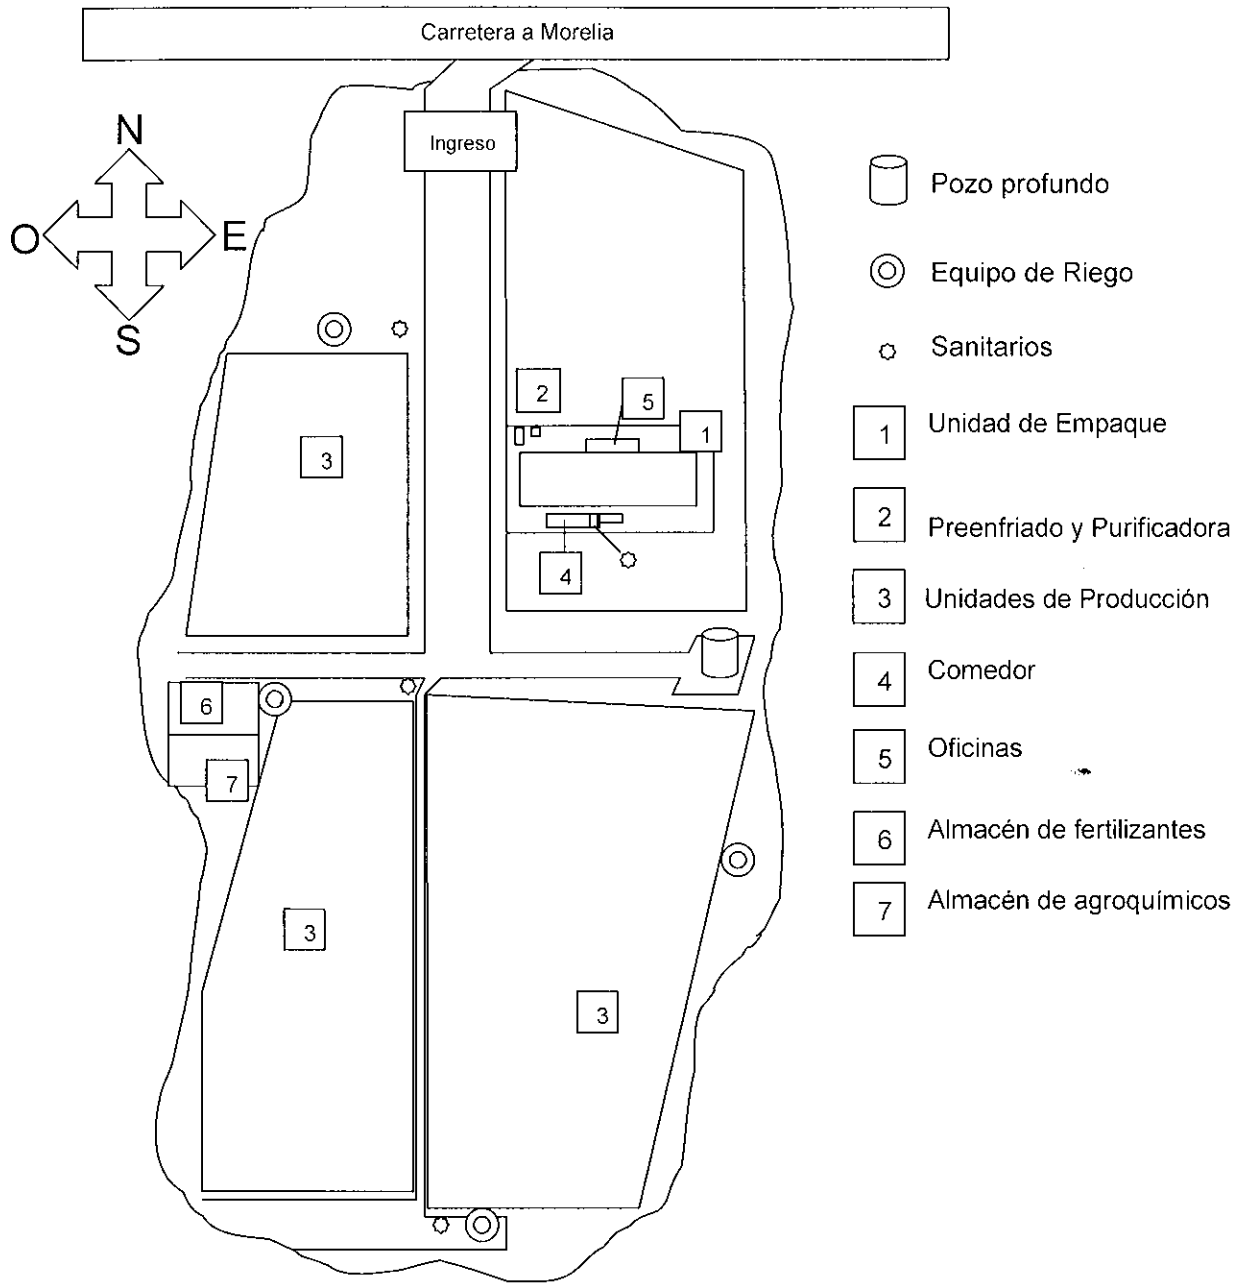 Carretera a Morelia
Ingreso
N
O
E
S
2
5
1
3
4
6
7
3
3
Pozo profundo
Equipo de Riego
Sanitarios
1 Unidad de Empaque
2 Preenfriado y Purificadora
3 Unidades de Producción
4 Comedor
5 Oficinas
6 Almacén de fertilizantes
7 Almacén de agroquímicos